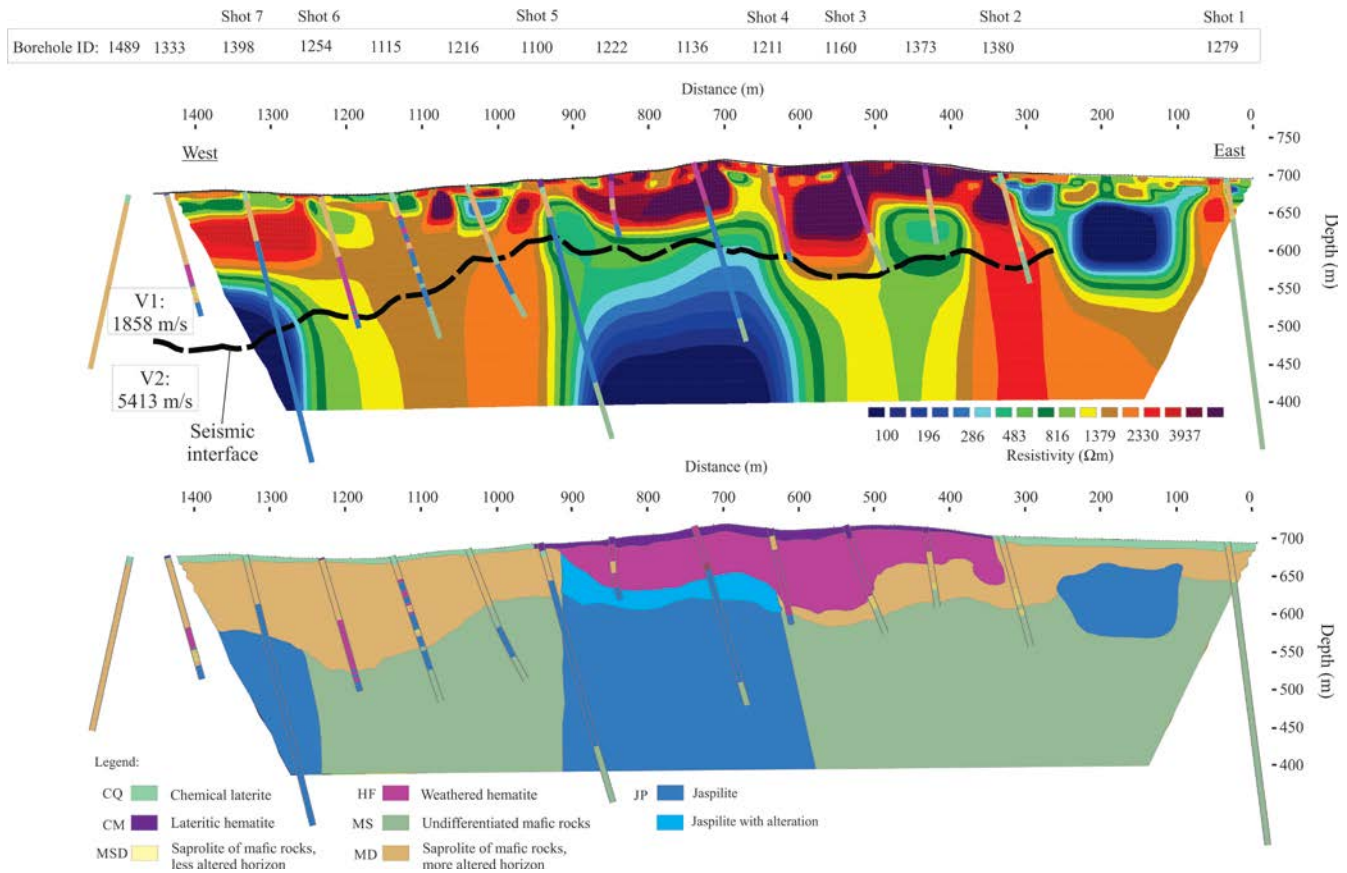 Shot 7 Shot 6 Shot 5 Shot 4 Shot 3 Shot 2 Shot 1
Borehole ID: 1489 1333 1398 1254 1115 1216 1100 1222 1136 1211 1160 1373 1380 1279
Distance (m)
1400 1300 1200 1100 1000 900 800 700 600 500 400 300 200 100 0
West
East
750
700
650
600
550
500
450
400
Depth (m)
V1:
1858 m/s
V2:
5413 m/s
Seismic
interface
100 196 286 483 816 1379 2330 3937
Resistivity (Ωm)
Distance (m)
1400 1300 1200 1100 1000 900 800 700 600 500 400 300 200 100 0
700
650
600
550
500
450
400
Depth (m)
Legend:
CQ Chemical laterite HF Weathered hematite JP Jaspilite
CM Lateritic hematite MS Undifferentiated mafic rocks Jaspilite with alteration
MSD Saprolite of mafic rocks, MD Saprolite of mafic rocks,
less altered horizon more altered horizon